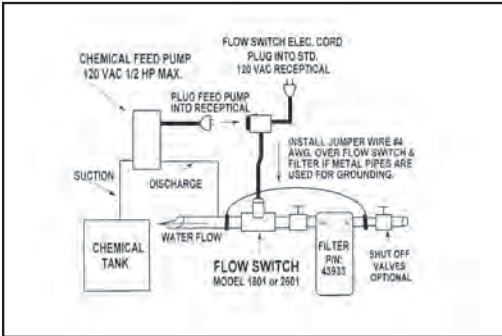 FLOW SWITCH ELEC. CORD
PLUG INTO STD.
120 VAC RECEPTICAL
CHEMICAL FEED PUMP
120 VAC 1/2 HP MAX.
PLUG FEED PUMP
INTO RECEPTICAL
INSTALL JUMPER WIRE #4
AWG. OVER FLOW SWITCH &
FILTER IF METAL PIPES ARE
USED FOR GROUNDING.
SUCTION
DISCHARGE
WATER FLOW
CHEMICAL
TANK
FLOW SWITCH
MODEL 1601 or 2601
FILTER
P/N:
43933
SHUT OFF
VALVES
OPTIONAL